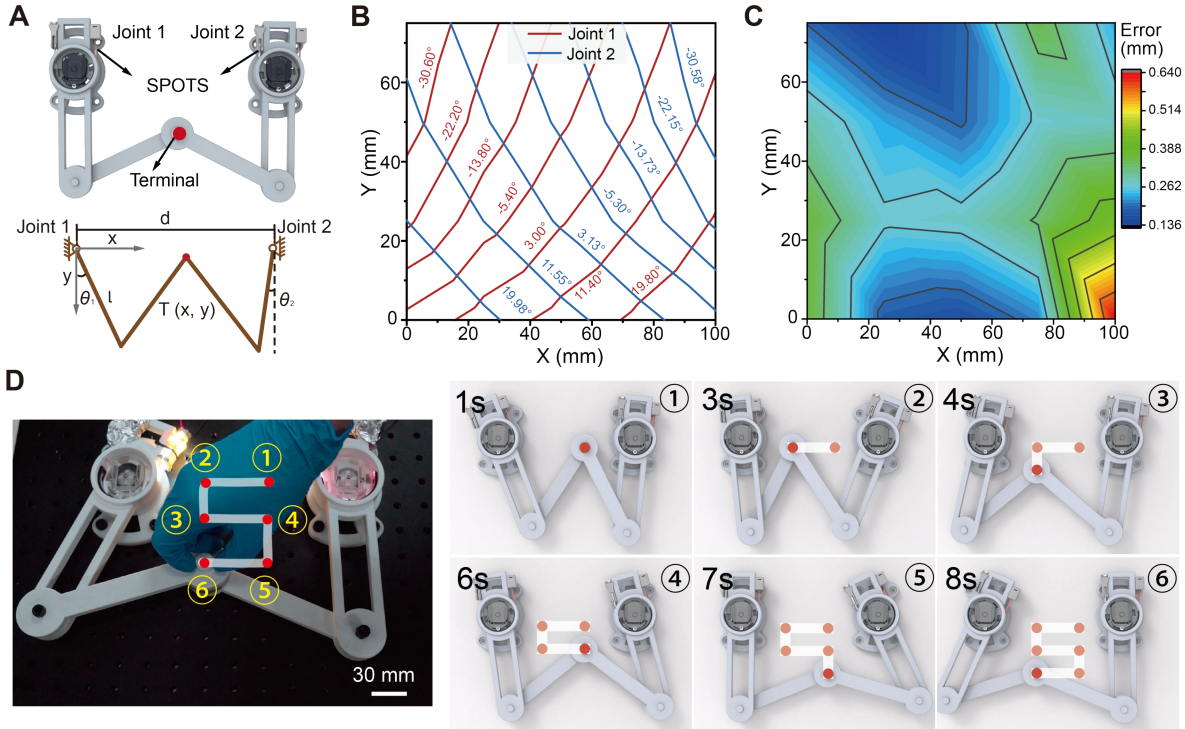 A
Joint 1
Joint 2
SPOTS
Terminal
Joint 1
d
Joint 2
x
y
θ1
l
T (x, y)
θ2
B
Joint 1
Joint 2
-30.60°
-22.20°
-13.80°
-5.40°
3.00°
11.40°
19.80°
-30.58°
-22.15°
-13.73°
-5.30°
3.13°
11.55°
19.98°
Y (mm)
60
40
20
0
0 20 40 60 80 100
X (mm)
C
Y (mm)
60
40
20
0
0 20 40 60 80 100
X (mm)
Error
(mm)
0.640
0.514
0.388
0.262
0.136
D
② ①
③ ④
⑥ ⑤
30 mm
1s ①
3s ②
4s ③
6s ④
7s ⑤
8s ⑥